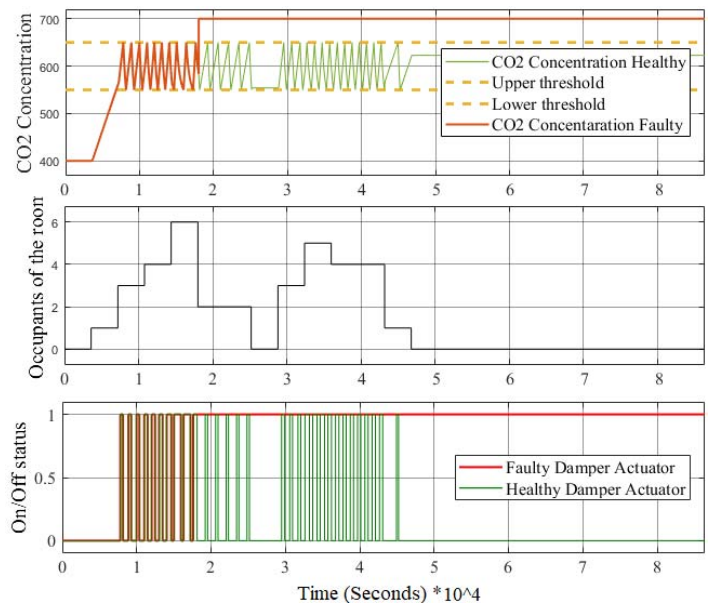 CO2 Concentration
700
600
500
400
CO2 Concentration Healthy
Upper threshold
Lower threshold
CO2 Concentaration Faulty
0 1 2 3 4 5 6 7 8
Occupants of the roon
6
4
2
0
0 1 2 3 4 5 6 7 8
On/Off status
1
0.5
0
Faulty Damper Actuator
Healthy Damper Actuator
0 1 2 3 4 5 6 7 8
Time (Seconds) *10^4